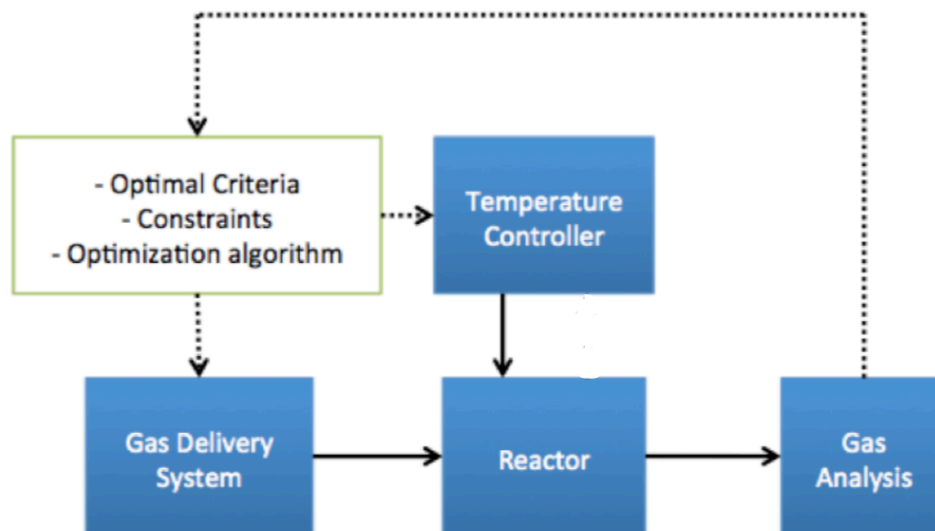 - Optimal Criteria
- Constraints
- Optimization algorithm
Temperature
Controller
Gas Delivery
System
Reactor
Gas
Analysis